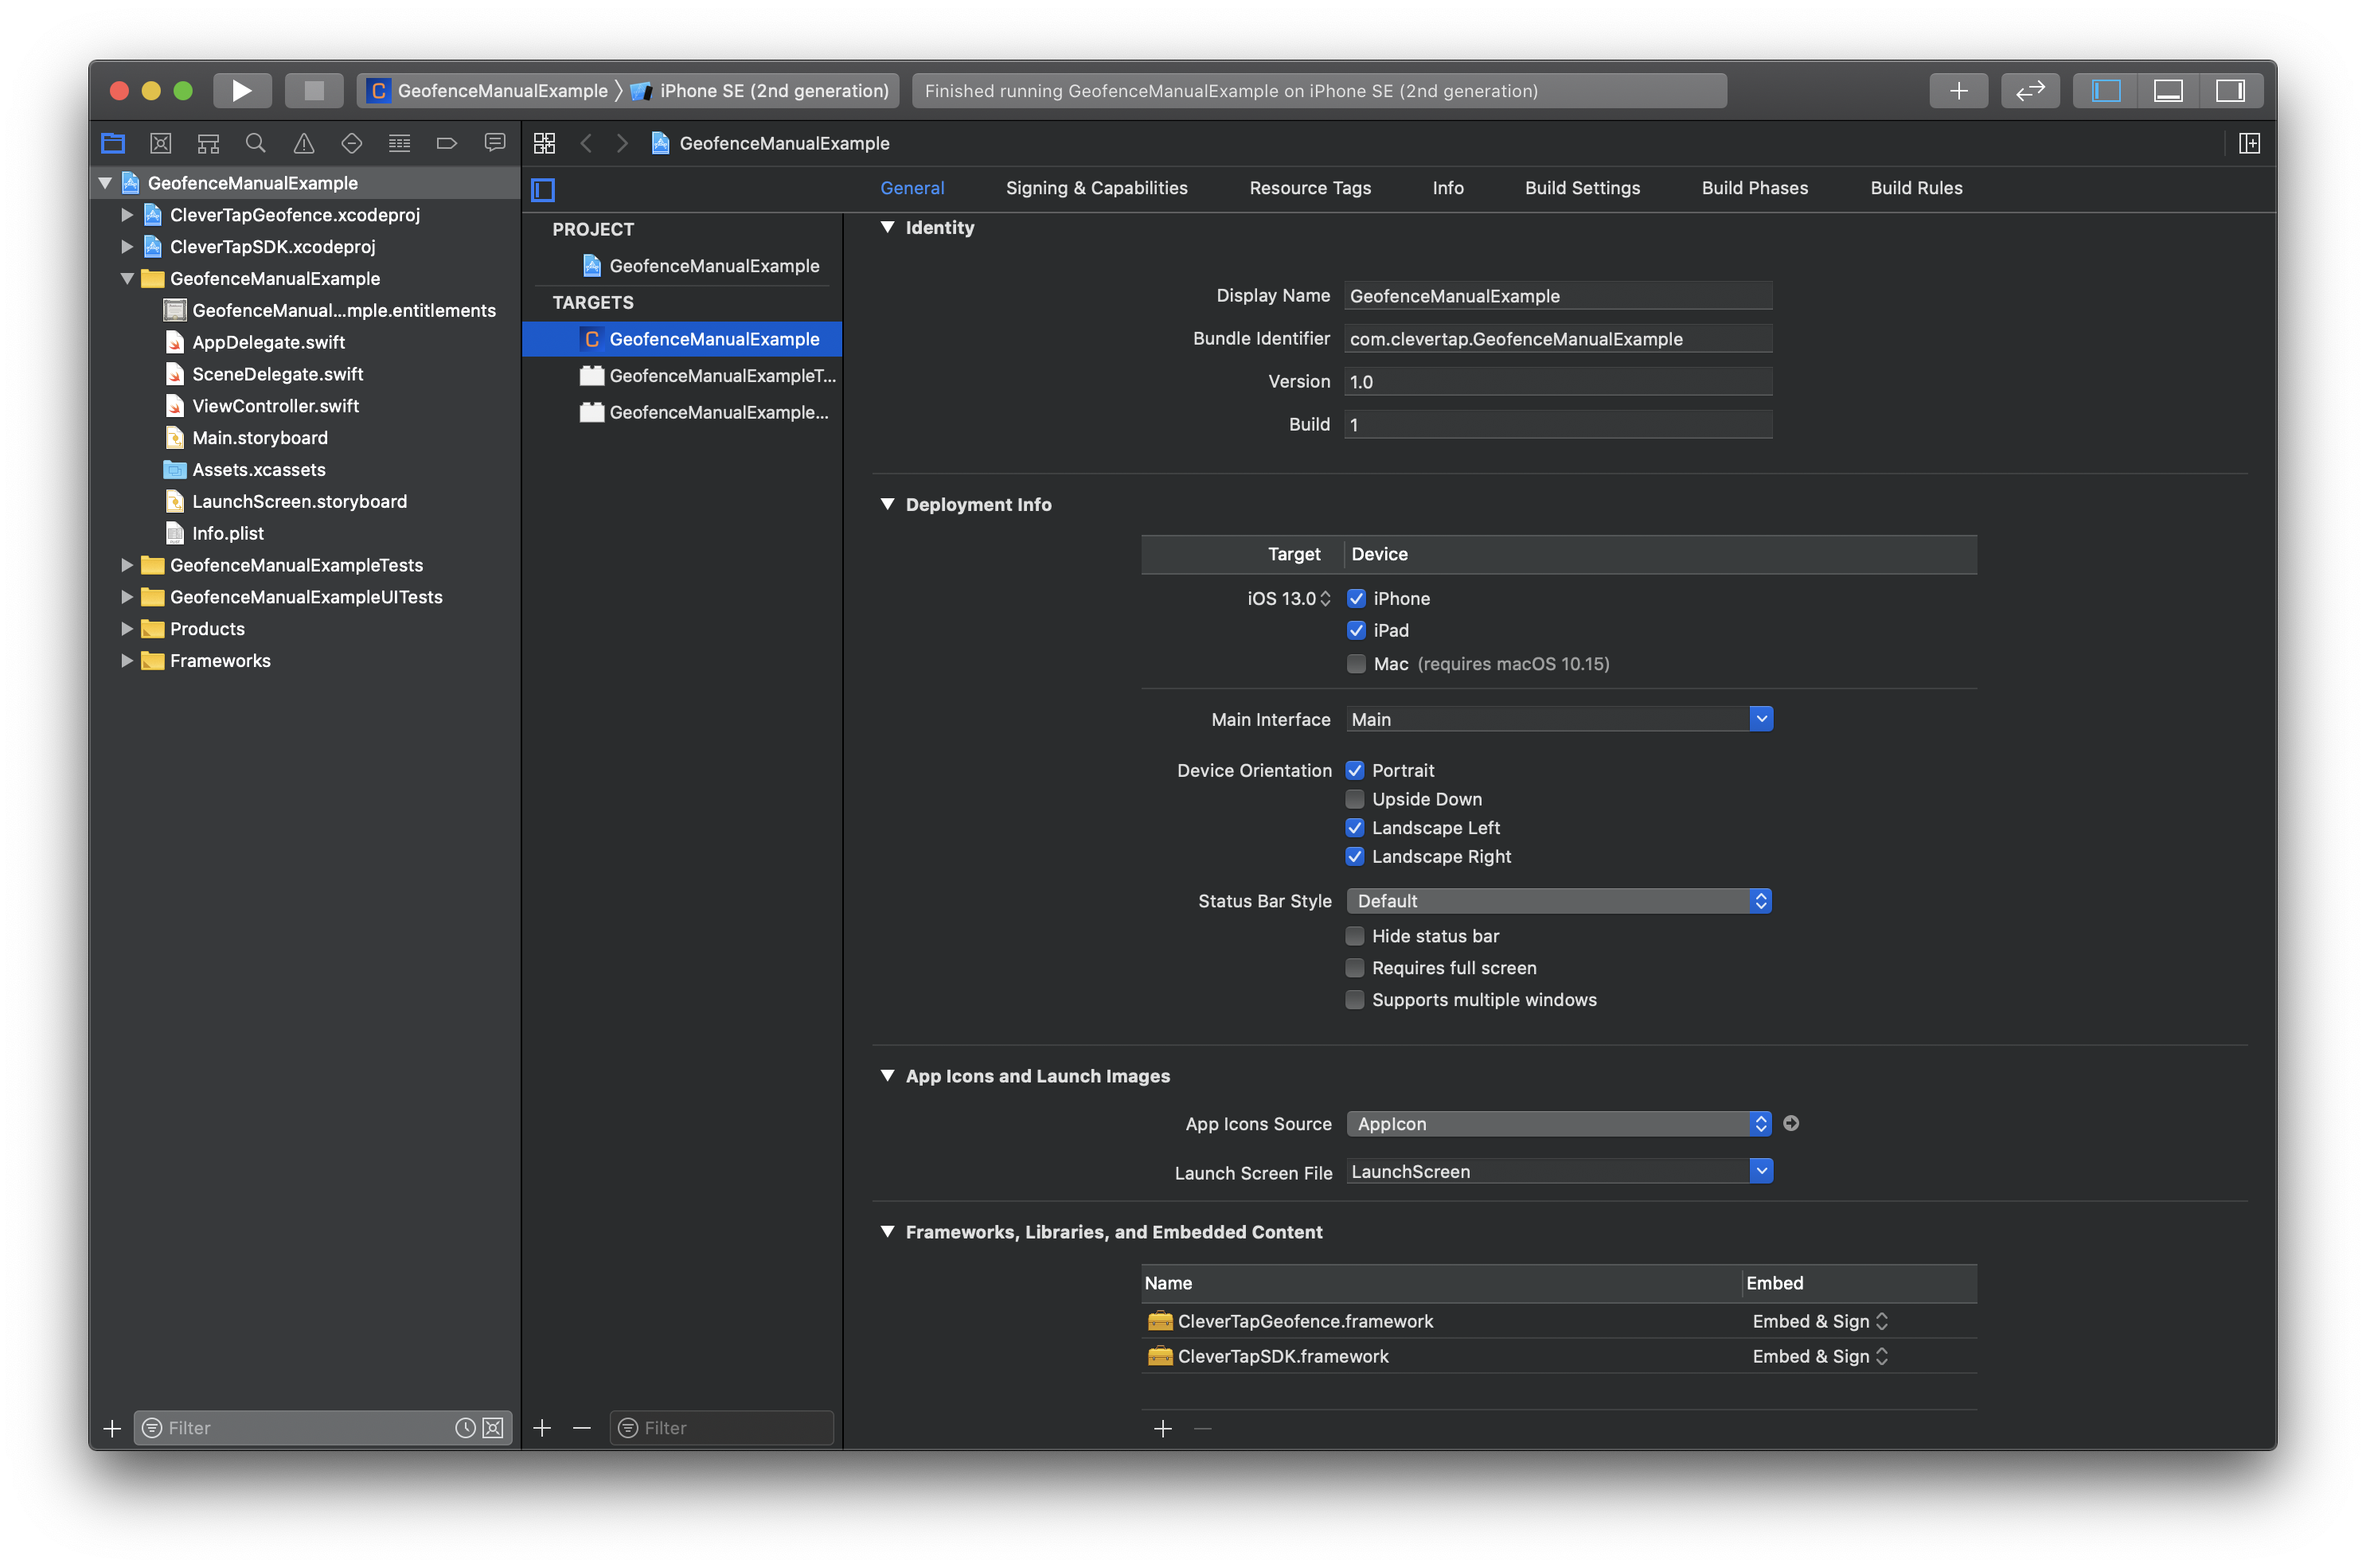 GeofenceManualExample
iPhone SE (2nd generation)
Finished running GeofenceManualExample on iPhone SE (2nd generation)
GeofenceManualExample
CleverTapGeofence.xcodeproj
CleverTapSDK.xcodeproj
GeofenceManualExample
GeofenceManual...mple.entitlements
AppDelegate.swift
SceneDelegate.swift
ViewController.swift
Main.storyboard
Assets.xcassets
LaunchScreen.storyboard
Info.plist
GeofenceManualExampleTests
GeofenceManualExampleUITests
Products
Frameworks
Filter
GeofenceManualExample
General Signing & Capabilities Resource Tags Info Build Settings Build Phases Build Rules
PROJECT
GeofenceManualExample
TARGETS
C GeofenceManualExample
GeofenceManualExampleT...
GeofenceManualExample...
Filter
Identity
Display Name GeofenceManualExample
Bundle Identifier com.clevertap.GeofenceManualExample
Version 1.0
Build 1
Deployment Info
Target Device
iOS 13.0 iPhone
iPad
Mac (requires macOS 10.15)
Main Interface Main
Device Orientation Portrait
Upside Down
Landscape Left
Landscape Right
Status Bar Style Default
Hide status bar
Requires full screen
Supports multiple windows
App Icons and Launch Images
App Icons Source AppIcon
Launch Screen File LaunchScreen
Frameworks, Libraries, and Embedded Content
Name Embed
CleverTapGeofence.framework Embed & Sign
CleverTapSDK.framework Embed & Sign